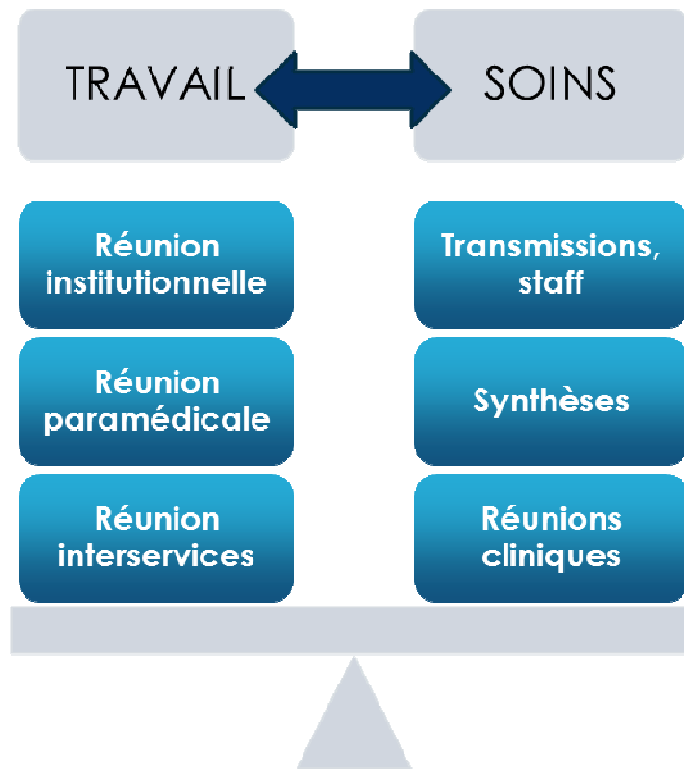 TRAVAIL
SOINS
Réunion
institutionnelle
Transmissions,
staff
Réunion
paramédicale
Synthèses
Réunion
interservices
Réunions
cliniques